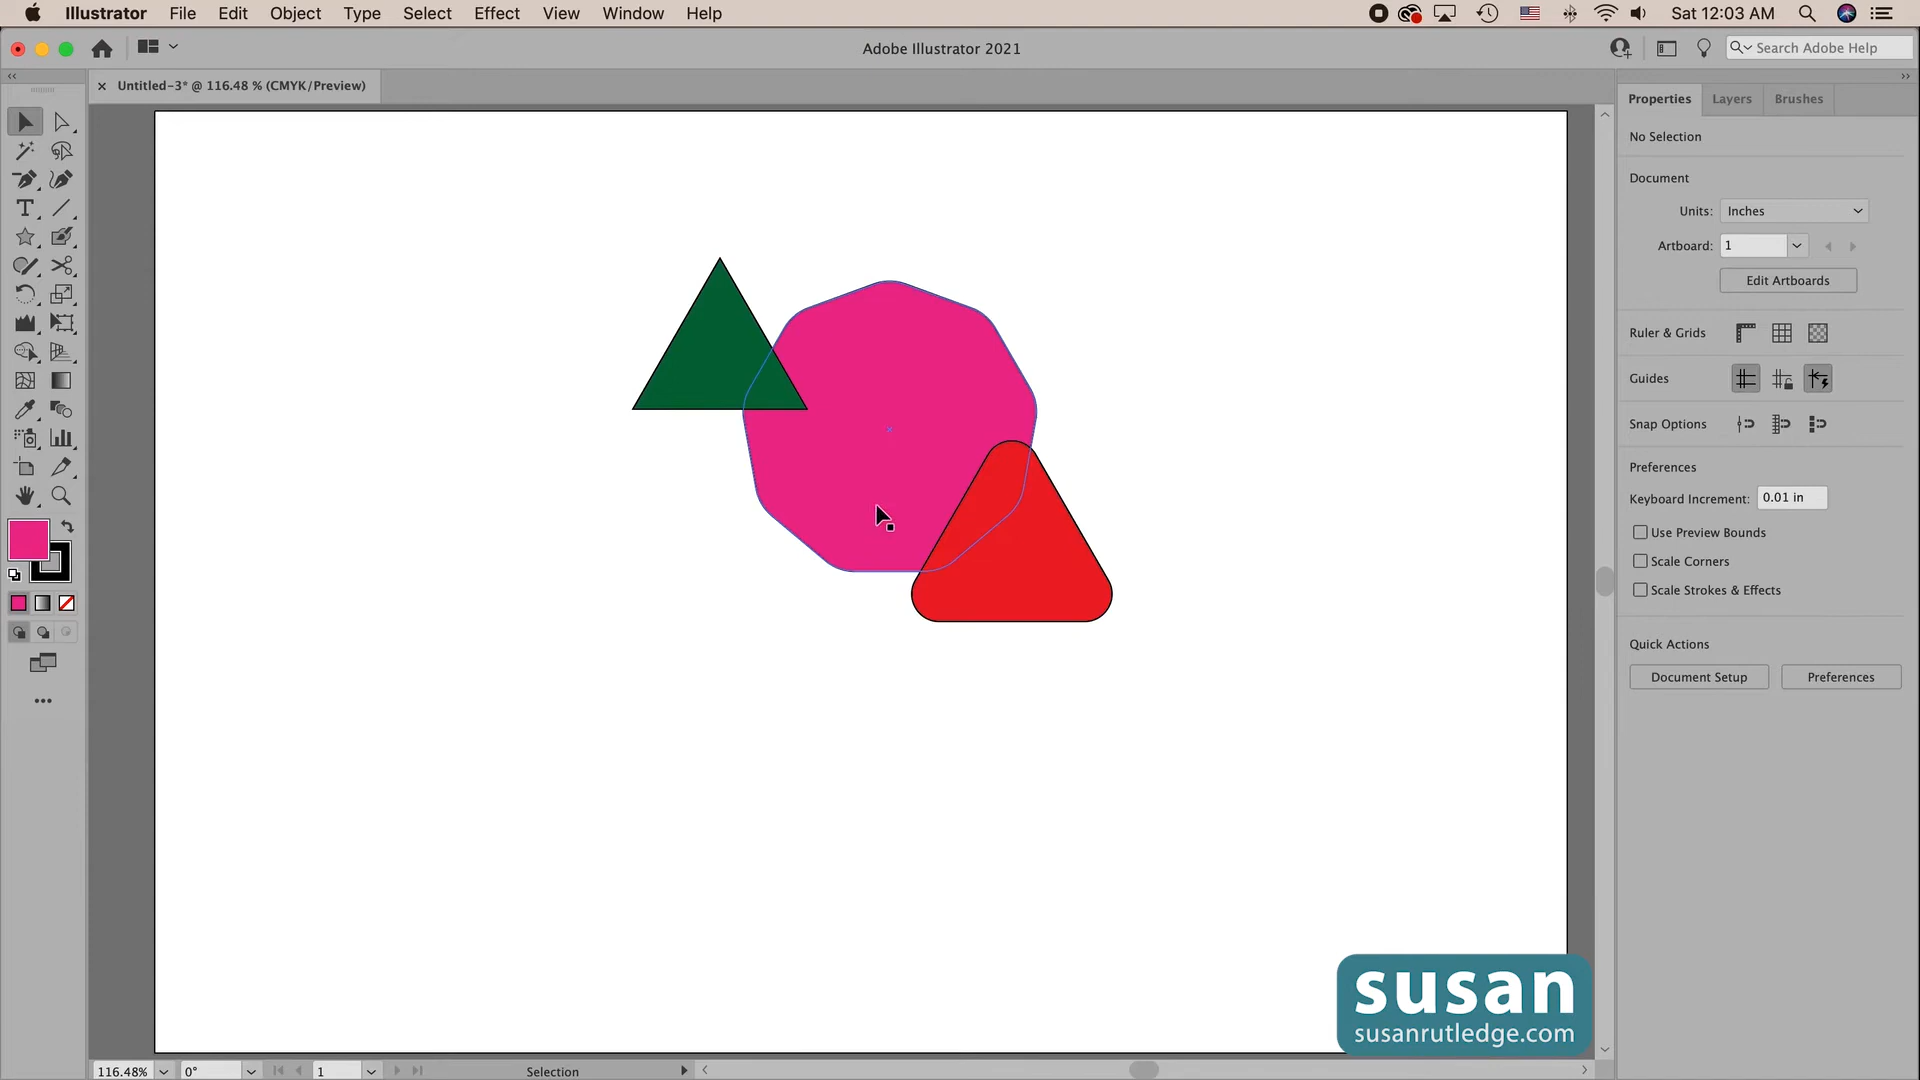 Illustrator File Edit Object Type Select Effect View Window Help Sat 12:03 AM
Adobe Illustrator 2021 Search Adobe Help
Untitled-3* @ 116.48 % (CMYK/Preview)
Properties Layers Brushes
No Selection
Document
Units: Inches
Artboard: 1
Edit Artboards
Ruler & Grids
Guides
Snap Options
Preferences
Keyboard Increment: 0.01 in
Use Preview Bounds
Scale Corners
Scale Strokes & Effects
Quick Actions
Document Setup Preferences
susan
susanrutledge.com
116.48% 0° 1 Selection